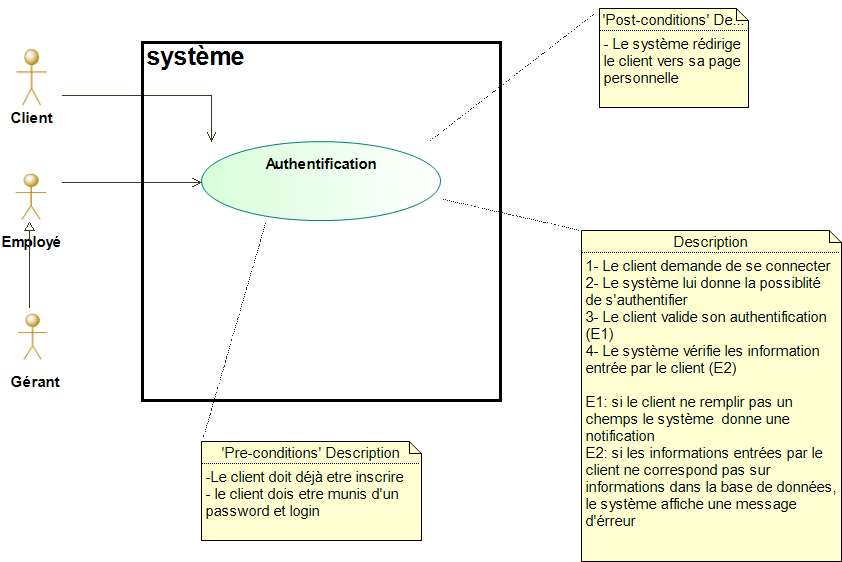 'Post-conditions' De...
- Le système rédirige
le client vers sa page
personnelle
système
Client
Authentification
Employé
Gérant
Description
1- Le client demande de se connecter
2- Le système lui donne la possiblité
de s'authentifier
3- Le client valide son authentification
(E1)
4- Le système vérifie les information
entrée par le client (E2)
E1: si le client ne remplir pas un
chemps le système donne une
notification
E2: si les informations entrées par le
client ne correspond pas sur
informations dans la base de données,
le système affiche une message
d'érreur
'Pre-conditions' Description
-Le client doit déjà etre inscrire
- le client dois etre munis d'un
password et login